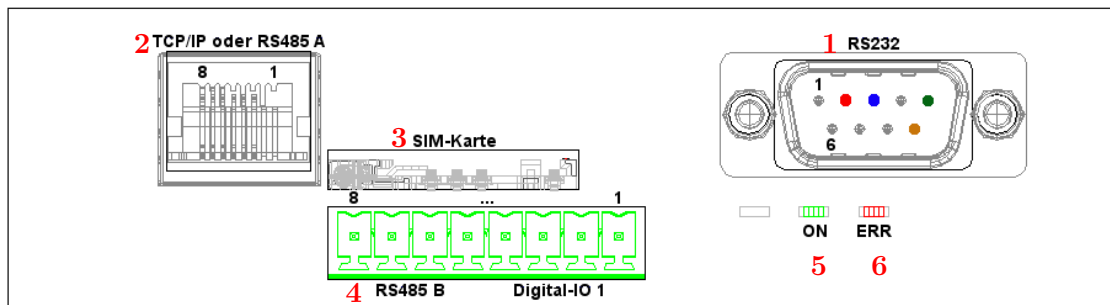 2 TCP/IP oder RS485 A
8 1
1 RS232
1
6
3 SIM-Karte
8 ... 1
4 RS485 B Digital-IO 1
ON ERR
5 6